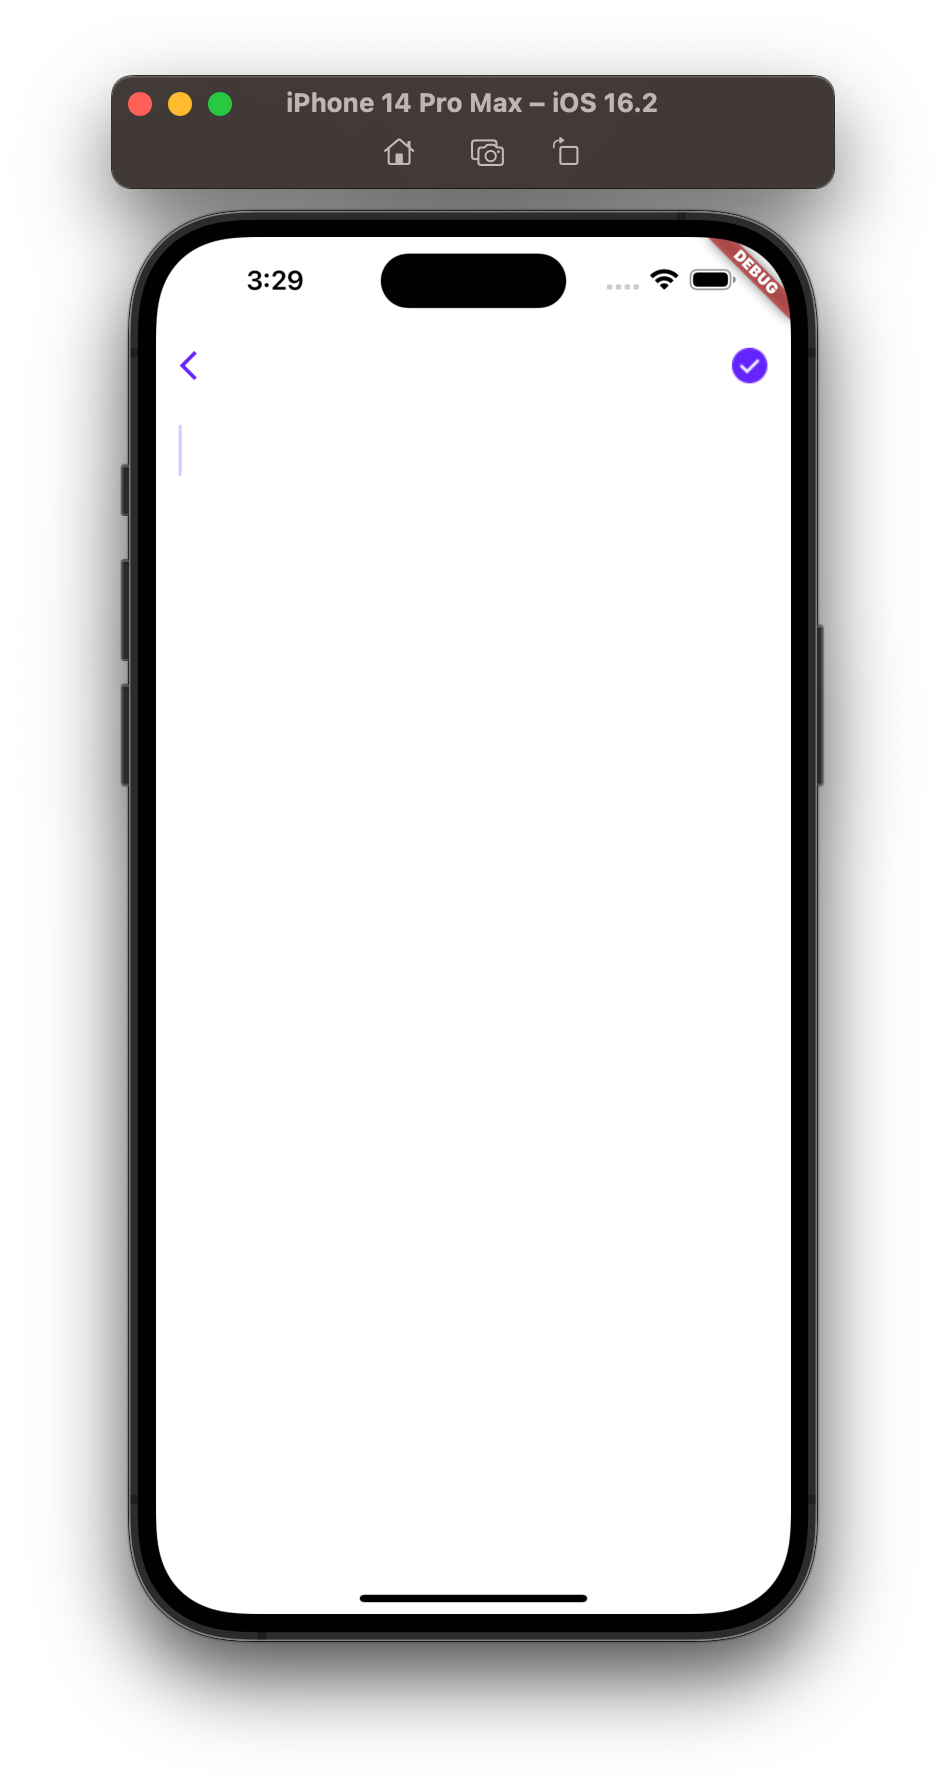 iPhone 14 Pro Max – iOS 16.2
3:29
DEBUG